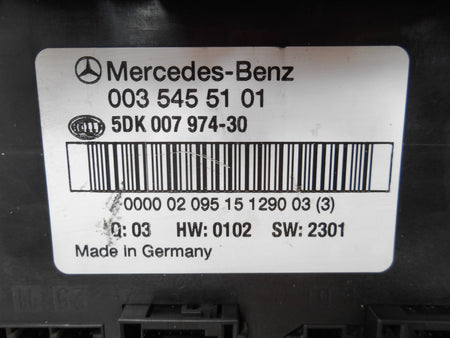 Mercedes-Benz
003 545 51 01
HELLA 5DK 007 974-30
0000 02 095 15 1290 03 (3)
Q: 03 HW: 0102 SW: 2301
Made in Germany